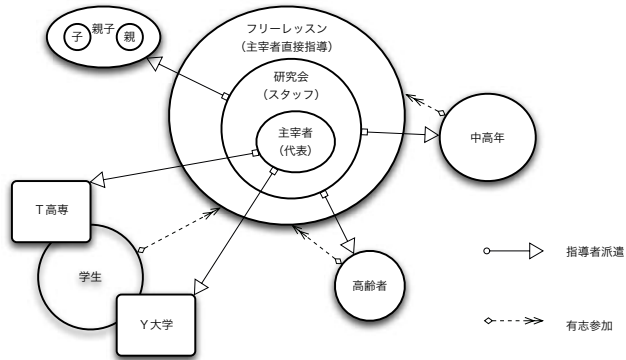 フリーレッスン
（主宰者直接指導）
親子
子
親
研究会
（スタッフ）
主宰者
（代表）
中高年
T高専
学生
Y大学
高齢者
指導者派遣
有志参加